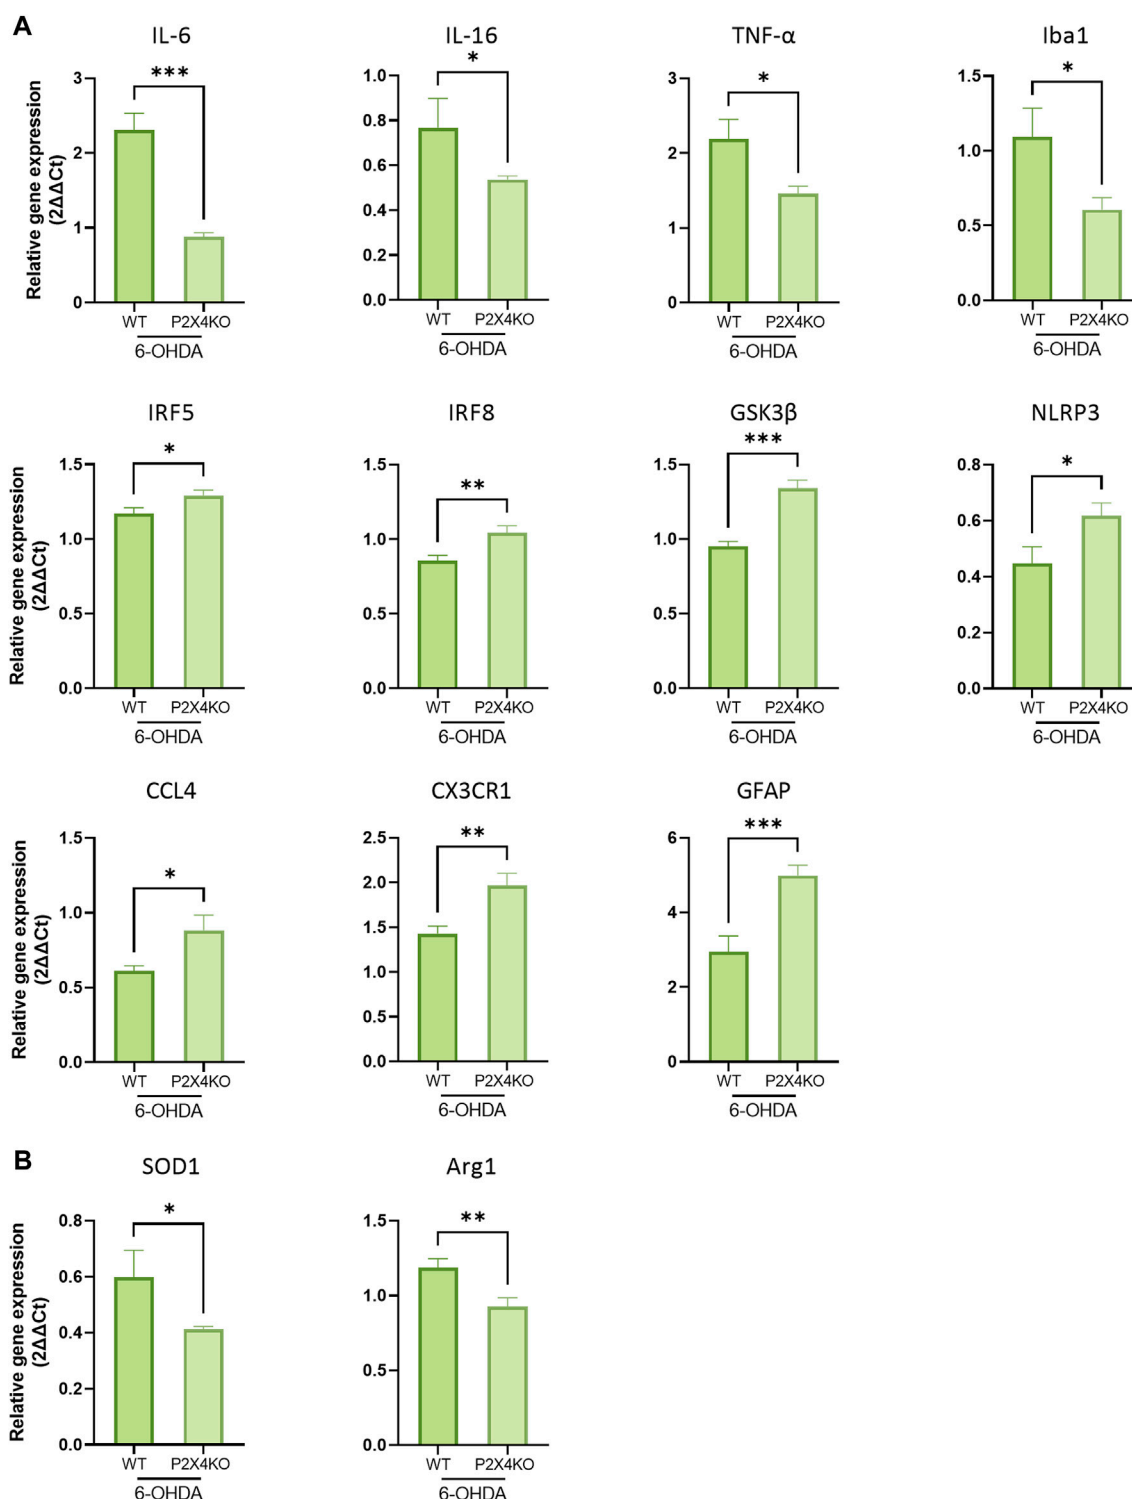 A
IL-6 IL-16 TNF-α Iba1
*** * * *
Relative gene expression
(2ΔΔCt)
3 1.0 3 1.5
0.8
2 2 1.0
0.6
0.4
1 1 0.5
0.2
0 0.0 0 0.0
WT P2X4KO WT P2X4KO WT P2X4KO WT P2X4KO
6-OHDA 6-OHDA 6-OHDA 6-OHDA
IRF5 IRF8 GSK3β NLRP3
* ** *** *
Relative gene expression
(2ΔΔCt)
1.5 1.5 1.5 0.8
0.6
1.0 1.0 1.0
0.4
0.5 0.5 0.5
0.2
0.0 0.0 0.0 0.0
WT P2X4KO WT P2X4KO WT P2X4KO WT P2X4KO
6-OHDA 6-OHDA 6-OHDA 6-OHDA
CCL4 CX3CR1 GFAP
* ** ***
Relative gene expression
(2ΔΔCt)
1.5 2.5 6
2.0
1.0 4
1.5
1.0
0.5 2
0.5
0.0 0.0 0
WT P2X4KO WT P2X4KO WT P2X4KO
6-OHDA 6-OHDA 6-OHDA
B
SOD1 Arg1
* **
Relative gene expression
(2ΔΔCt)
0.8 1.5
0.6
1.0
0.4
0.5
0.2
0.0 0.0
WT P2X4KO WT P2X4KO
6-OHDA 6-OHDA